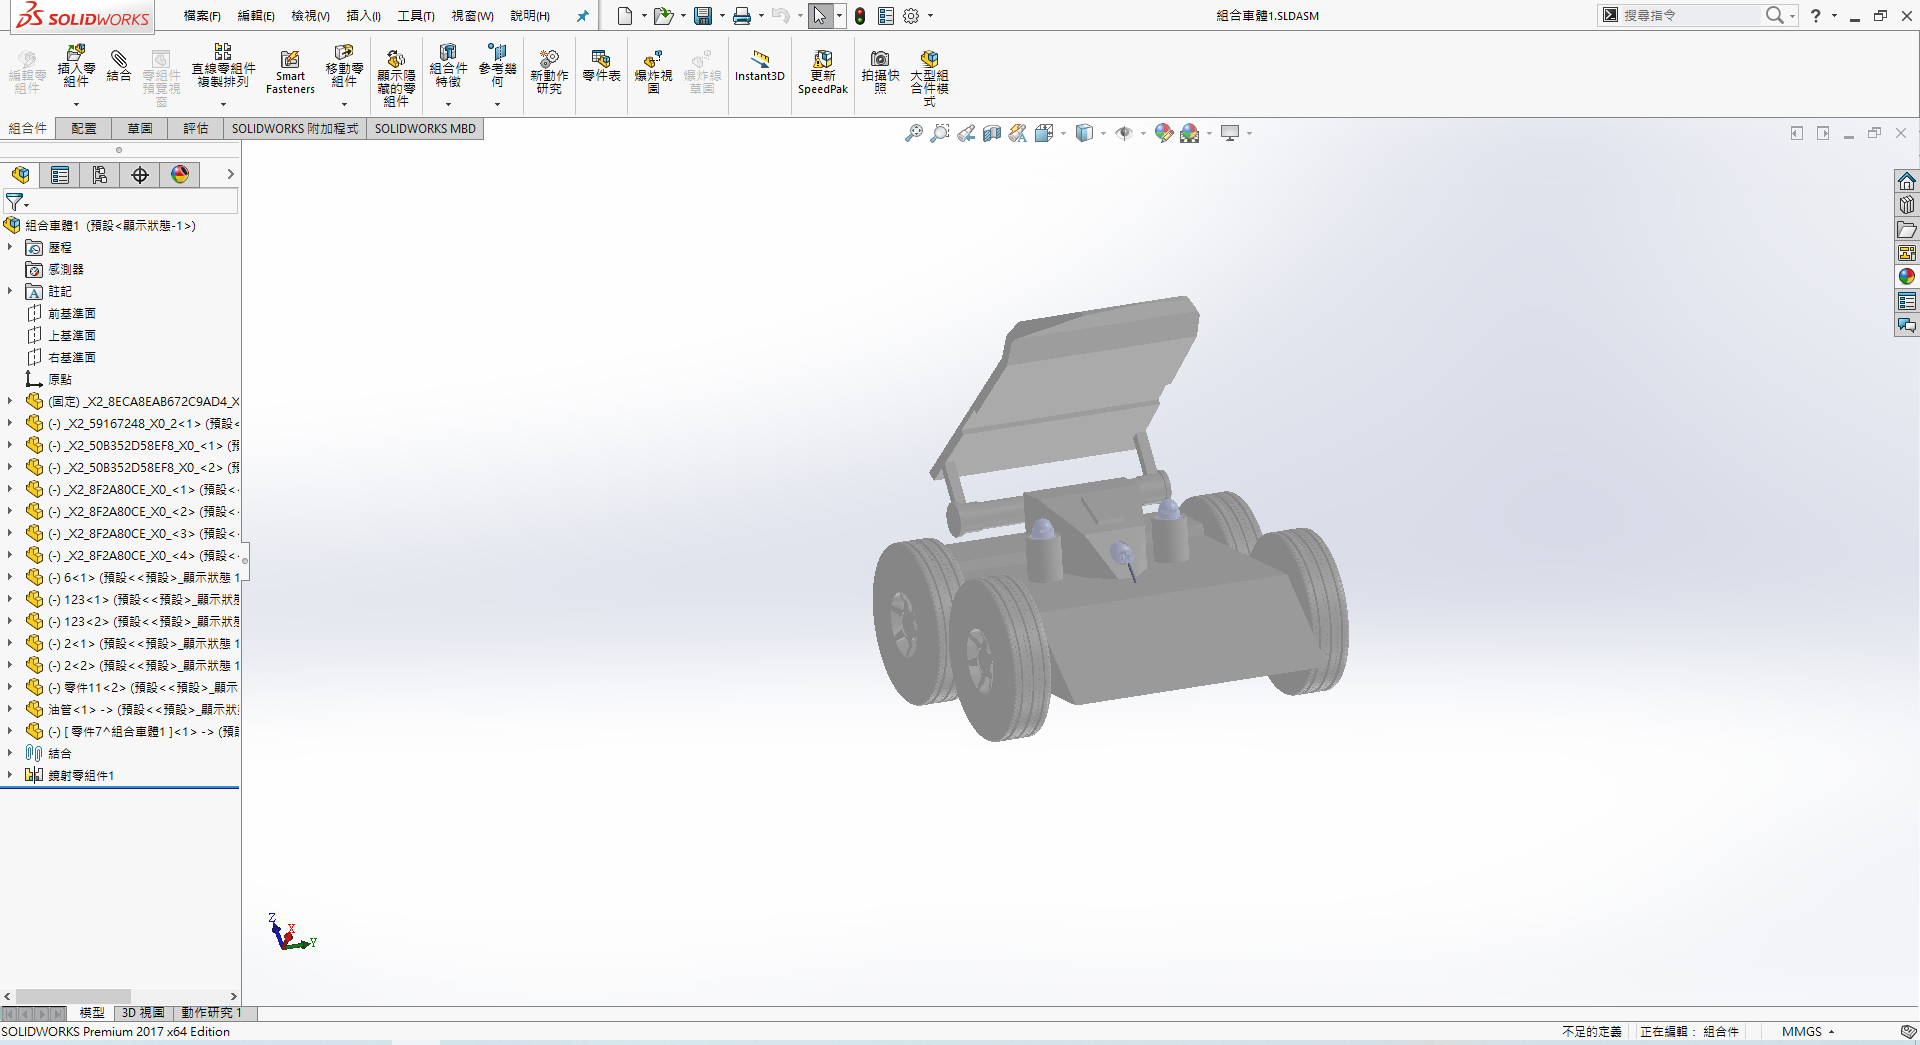 SOLIDWORKS
檔案(F) 編輯(E) 檢視(V) 插入(I) 工具(T) 視窗(W) 說明(H)
組合車體1.SLDASM
搜尋指令
編輯零組件
插入零組件
結合
零組件預覽視窗
直線零組件複製排列
Smart Fasteners
移動零組件
顯示隱藏的零組件
組合件特徵
參考幾何
新動作研究
零件表
爆炸視圖
爆炸線草圖
Instant3D
更新 SpeedPak
拍攝快照
大型組合件模式
組合件 配置 草圖 評估 SOLIDWORKS 附加程式 SOLIDWORKS MBD
組合車體1 (預設<顯示狀態-1>)
歷程
感測器
註記
前基準面
上基準面
右基準面
原點
(固定) _X2_8ECA8EAB672C9AD4_X
(-) _X2_59167248_X0_2<1> (預設<
(-) _X2_50B352D58EF8_X0_<1> (預
(-) _X2_50B352D58EF8_X0_<2> (預
(-) _X2_8F2A80CE_X0_<1> (預設<
(-) _X2_8F2A80CE_X0_<2> (預設<
(-) _X2_8F2A80CE_X0_<3> (預設<
(-) _X2_8F2A80CE_X0_<4> (預設<
(-) 6<1> (預設<<預設>_顯示狀態 1
(-) 123<1> (預設<<預設>_顯示狀態
(-) 123<2> (預設<<預設>_顯示狀態
(-) 2<1> (預設<<預設>_顯示狀態 1
(-) 2<2> (預設<<預設>_顯示狀態 1
(-) 零件11<2> (預設<<預設>_顯示
油管<1> -> (預設<<預設>_顯示狀
(-) [ 零件7^組合車體1 ]<1> -> (預設
結合
鏡射零組件1
Z X Y
模型 3D 視圖 動作研究 1
SOLIDWORKS Premium 2017 x64 Edition
不足的定義 正在編輯： 組合件 MMGS